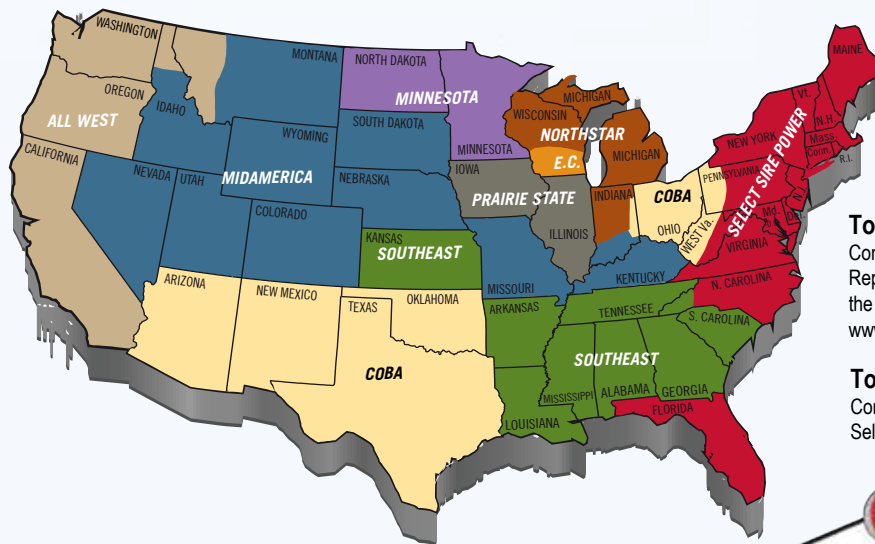 WASHINGTON
MONTANA
NORTH DAKOTA
MINNESOTA
MINNESOTA
OREGON
IDAHO
ALL WEST
WYOMING
SOUTH DAKOTA
WISCONSIN
MICHIGAN
NORTHSTAR
MICHIGAN
E.C.
MAINE
Vt.
N.H.
NEW YORK
Mass.
Conn.
R.I.
CALIFORNIA
NEVADA
UTAH
MIDAMERICA
NEBRASKA
IOWA
PRAIRIE STATE
ILLINOIS
INDIANA
COBA
OHIO
PENNSYLVANIA
SELECT SIRE POWER
N.J.
Md.
Del.
WEST Va.
VIRGINIA
COLORADO
KANSAS
SOUTHEAST
MISSOURI
KENTUCKY
N. CAROLINA
ARIZONA
NEW MEXICO
TEXAS
OKLAHOMA
ARKANSAS
TENNESSEE
S. CAROLINA
COBA
SOUTHEAST
MISSISSIPPI
ALABAMA
GEORGIA
LOUISIANA
FLORIDA
To
Con
Rep
the
www
To
Con
Sel